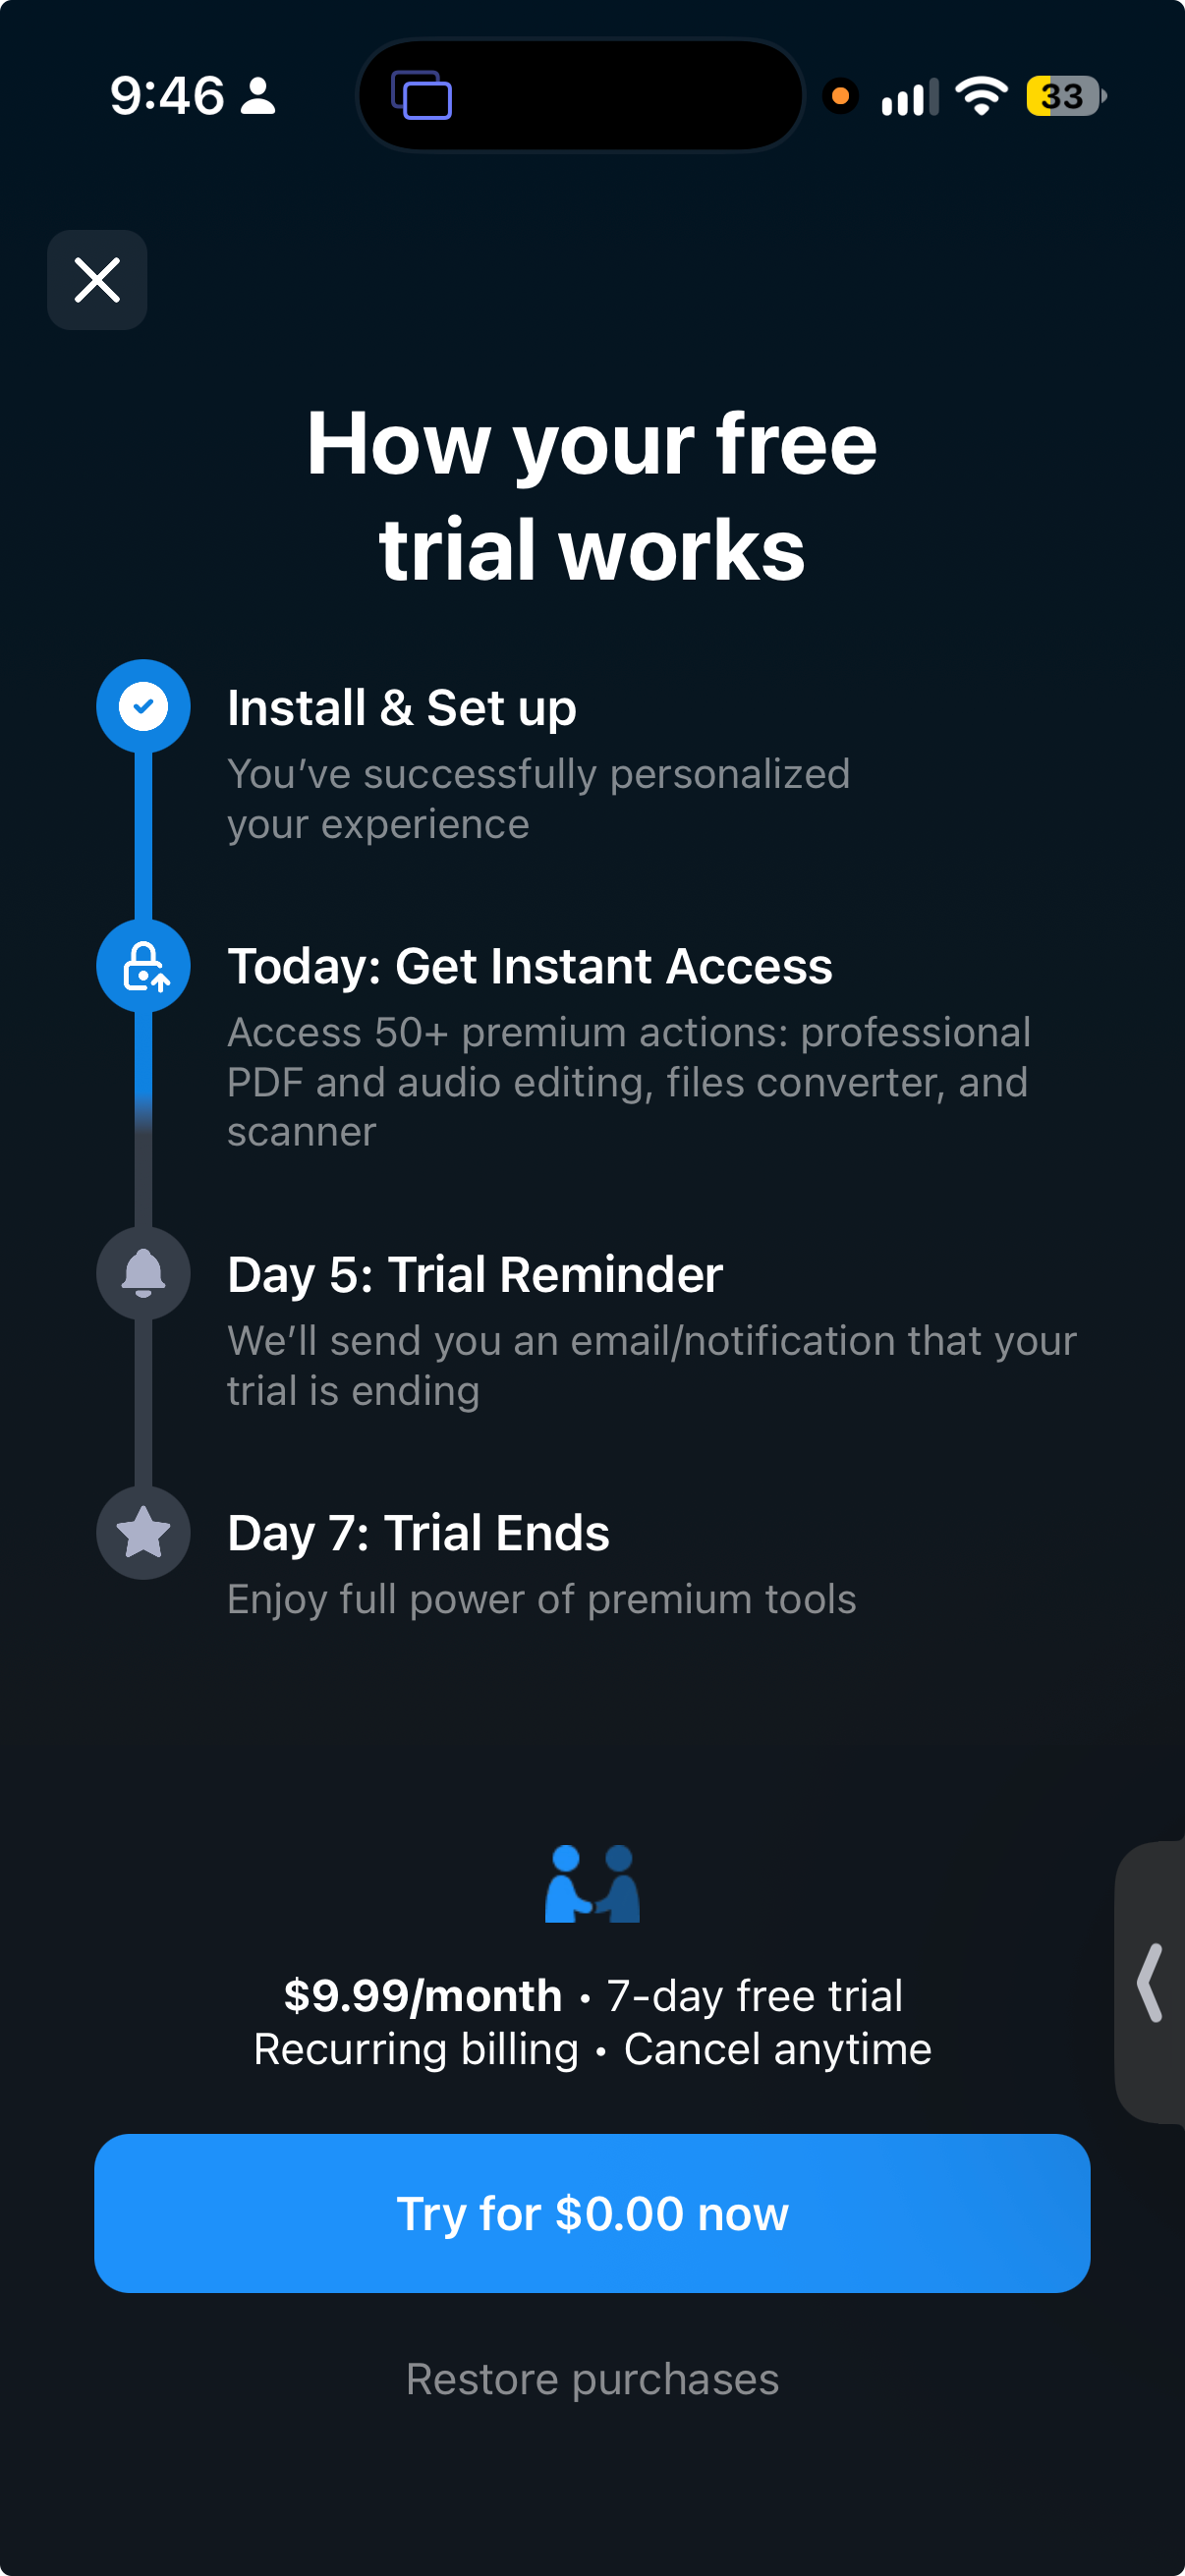 9:46
33
How your free
trial works
Install & Set up
You’ve successfully personalized
your experience
Today: Get Instant Access
Access 50+ premium actions: professional
PDF and audio editing, files converter, and
scanner
Day 5: Trial Reminder
We’ll send you an email/notification that your
trial is ending
Day 7: Trial Ends
Enjoy full power of premium tools
$9.99/month • 7-day free trial
Recurring billing • Cancel anytime
Try for $0.00 now
Restore purchases